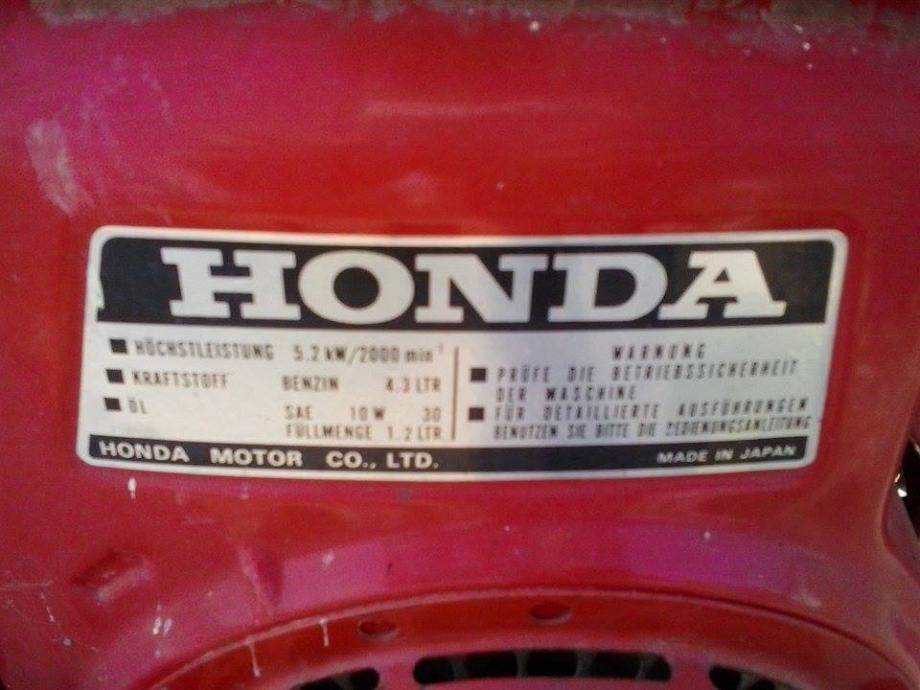 HONDA
HÖCHSTLEISTUNG 5.2 kW/2000 min⁻¹
KRAFTSTOFF BENZIN 4.3 LTR
ÖL SAE 10 W 30
FÜLLMENGE 1.2 LTR
WARNUNG
PRÜFE DIE BETRIEBSSICHERHEIT
DER MASCHINE
FÜR DETAILLIERTE AUSFÜHRUNGEN
BENUTZEN SIE BITTE DIE BEDIENUNGSANLEITUNG
HONDA MOTOR CO., LTD.
MADE IN JAPAN